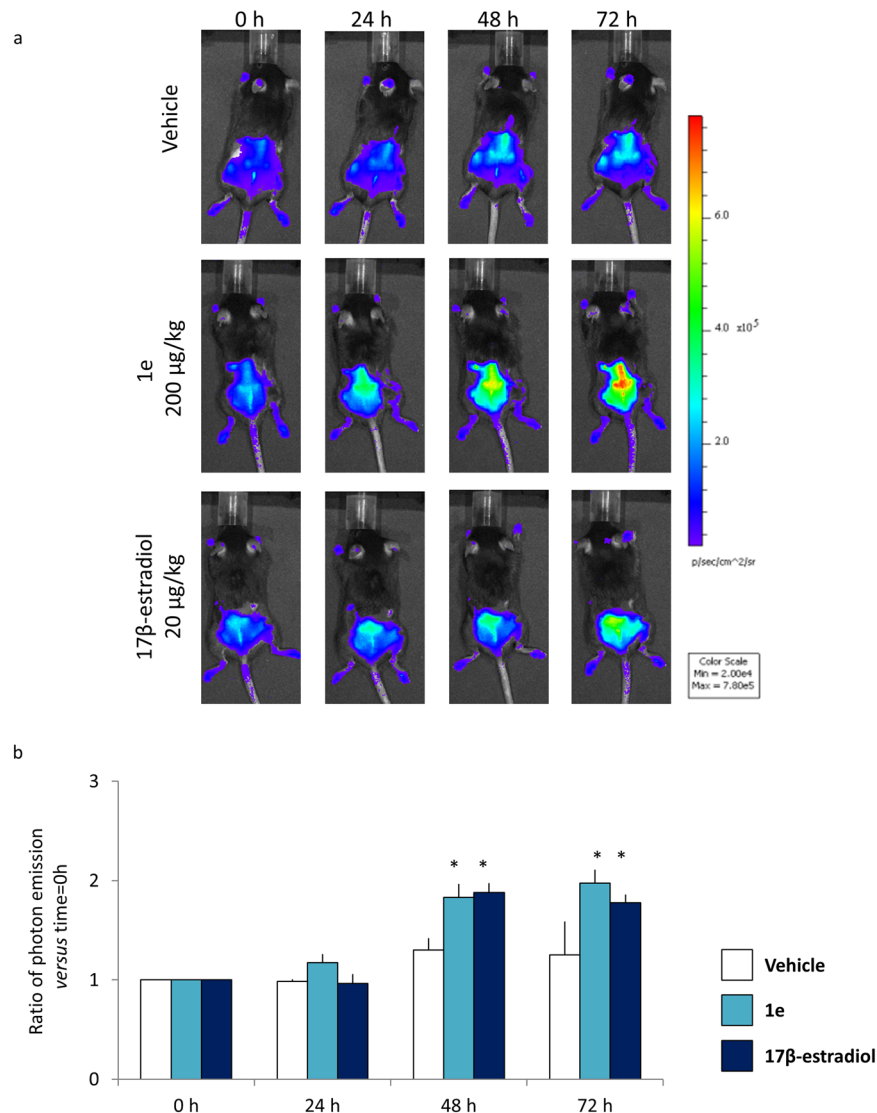 a
0 h 24 h 48 h 72 h
Vehicle
1e
200 µg/kg
17β-estradiol
20 µg/kg
6.0
4.0 x10⁵
2.0
p/sec/cm^2/sr
Color Scale
Min = 2.00e4
Max = 7.80e5
b
Ratio of photon emission
versus time=0h
3
2
1
0
* *
* *
0 h 24 h 48 h 72 h
Vehicle
1e
17β-estradiol